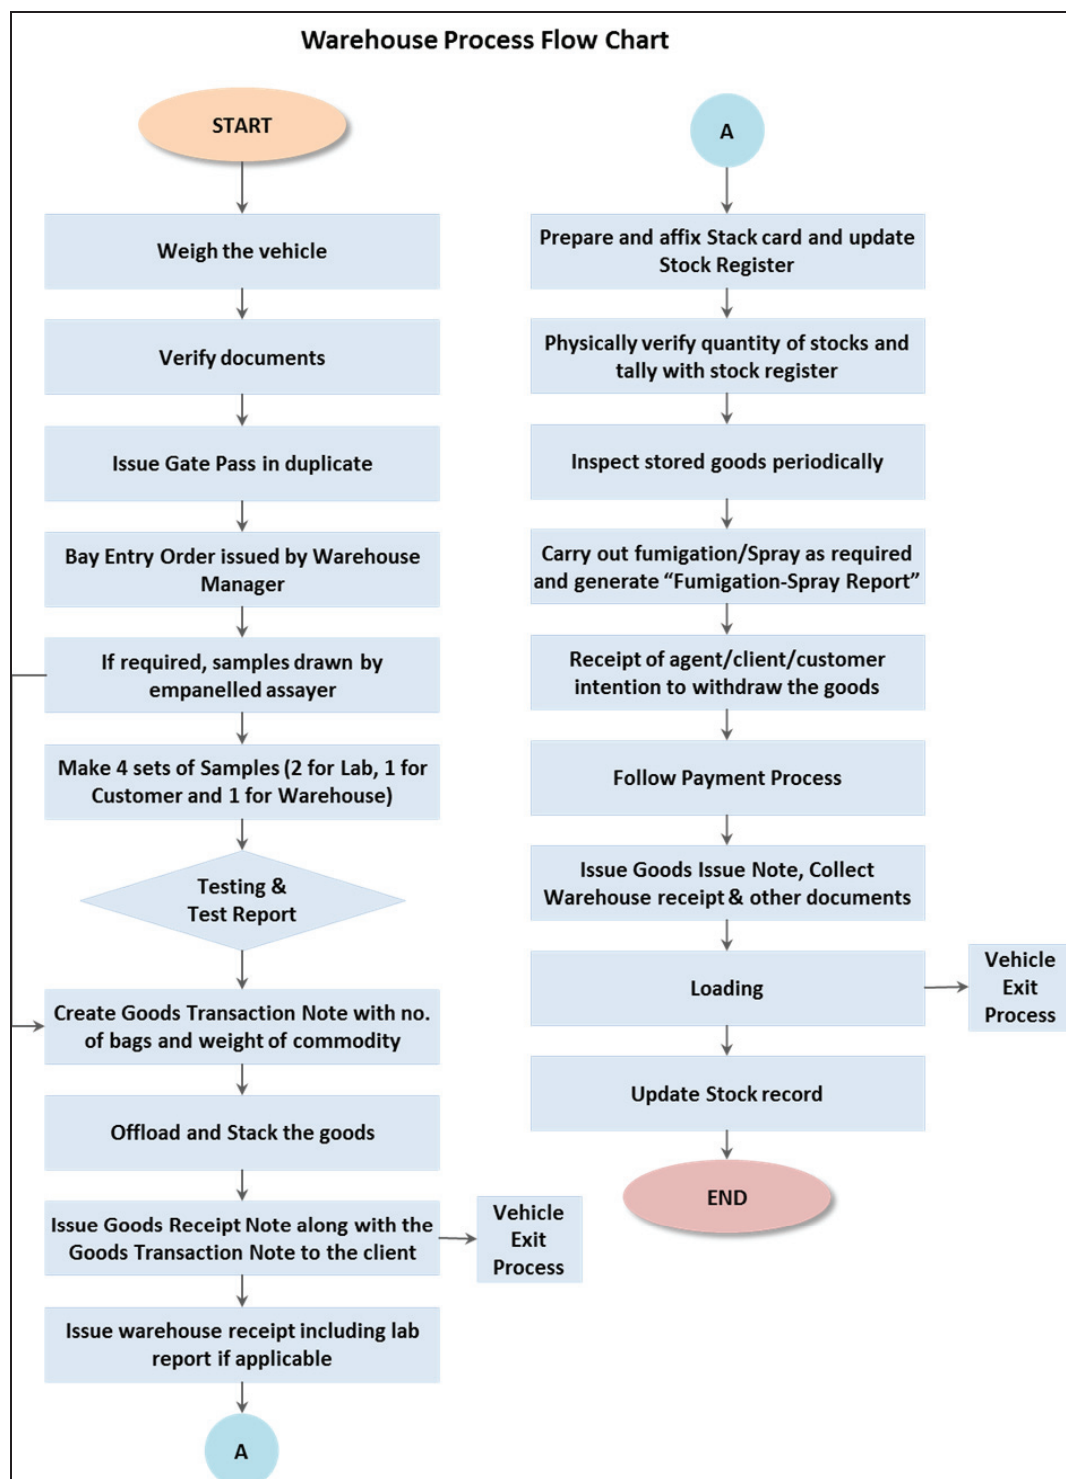 Warehouse Process Flow Chart
START
Weigh the vehicle
Verify documents
Issue Gate Pass in duplicate
Bay Entry Order issued by Warehouse
Manager
If required, samples drawn by
empanelled assayer
Make 4 sets of Samples (2 for Lab, 1 for
Customer and 1 for Warehouse)
Testing &
Test Report
Create Goods Transaction Note with no.
of bags and weight of commodity
Offload and Stack the goods
Issue Goods Receipt Note along with the
Goods Transaction Note to the client
Vehicle
Exit
Process
Issue warehouse receipt including lab
report if applicable
A
A
Prepare and affix Stack card and update
Stock Register
Physically verify quantity of stocks and
tally with stock register
Inspect stored goods periodically
Carry out fumigation/Spray as required
and generate “Fumigation-Spray Report”
Receipt of agent/client/customer
intention to withdraw the goods
Follow Payment Process
Issue Goods Issue Note, Collect
Warehouse receipt & other documents
Loading
Vehicle
Exit
Process
Update Stock record
END